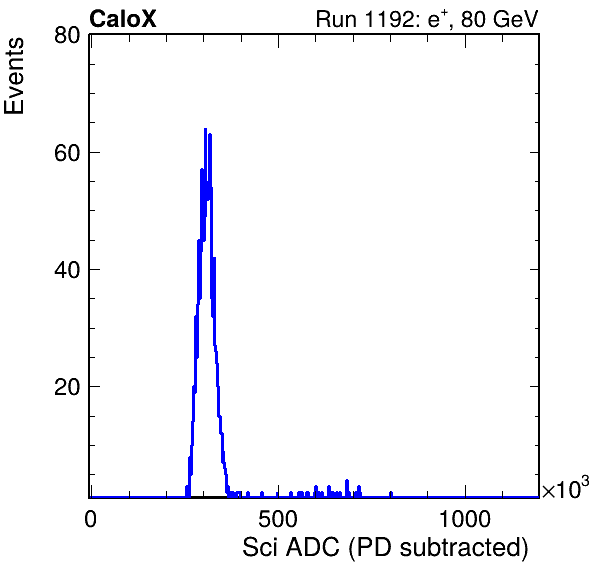 CaloX Run 1192: e⁺, 80 GeV
Events
80
60
40
20
0 500 1000 ×10³
Sci ADC (PD subtracted)